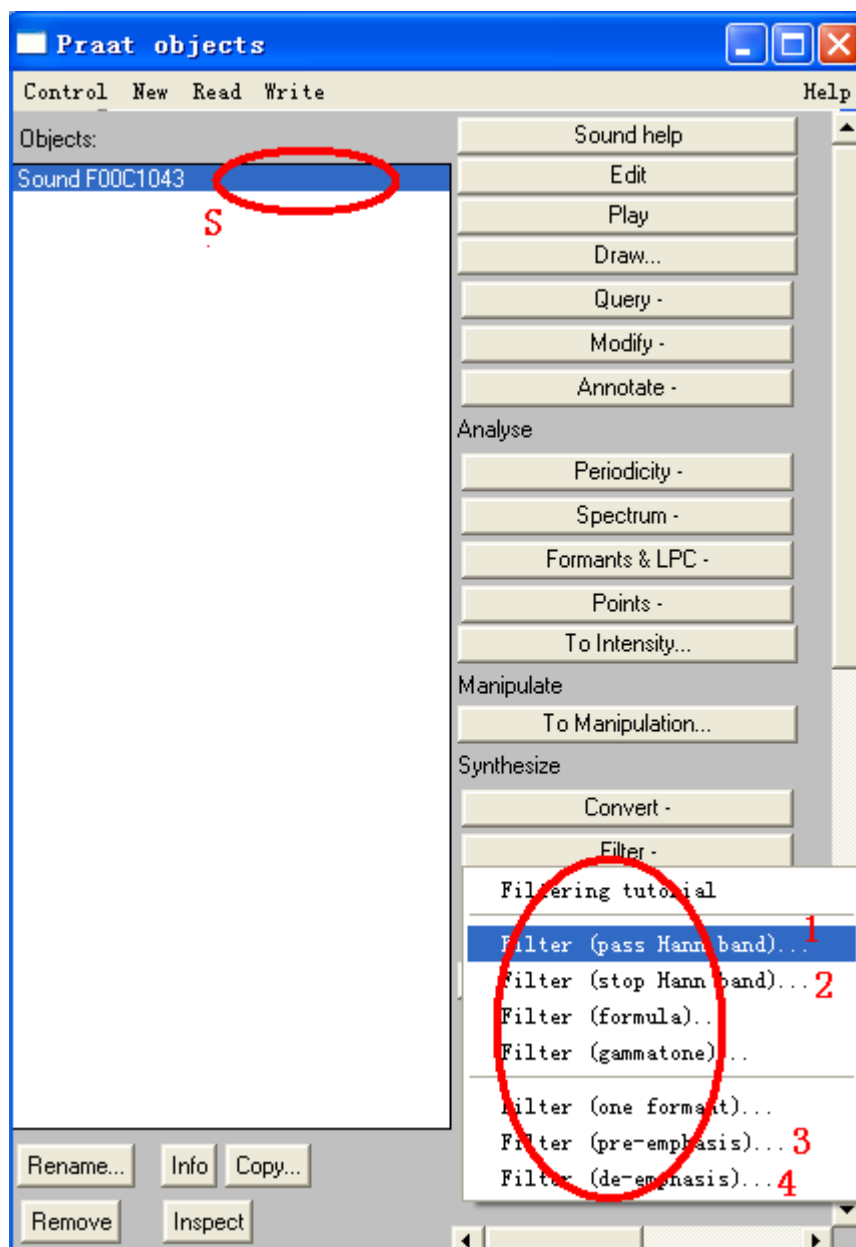 Praat objects
Control New Read Write Help
Objects:
Sound F00C1043
S
Sound help
Edit
Play
Draw...
Query -
Modify -
Annotate -
Analyse
Periodicity -
Spectrum -
Formants & LPC -
Points -
To Intensity...
Manipulate
To Manipulation...
Synthesize
Convert -
Filter -
Filtering tutorial
Filter (pass Hann band)... 1
Filter (stop Hann band)... 2
Filter (formula)...
Filter (gammatone)...
Filter (one formant)...
Filter (pre-emphasis)... 3
Filter (de-emphasis)... 4
Rename... Info Copy...
Remove Inspect